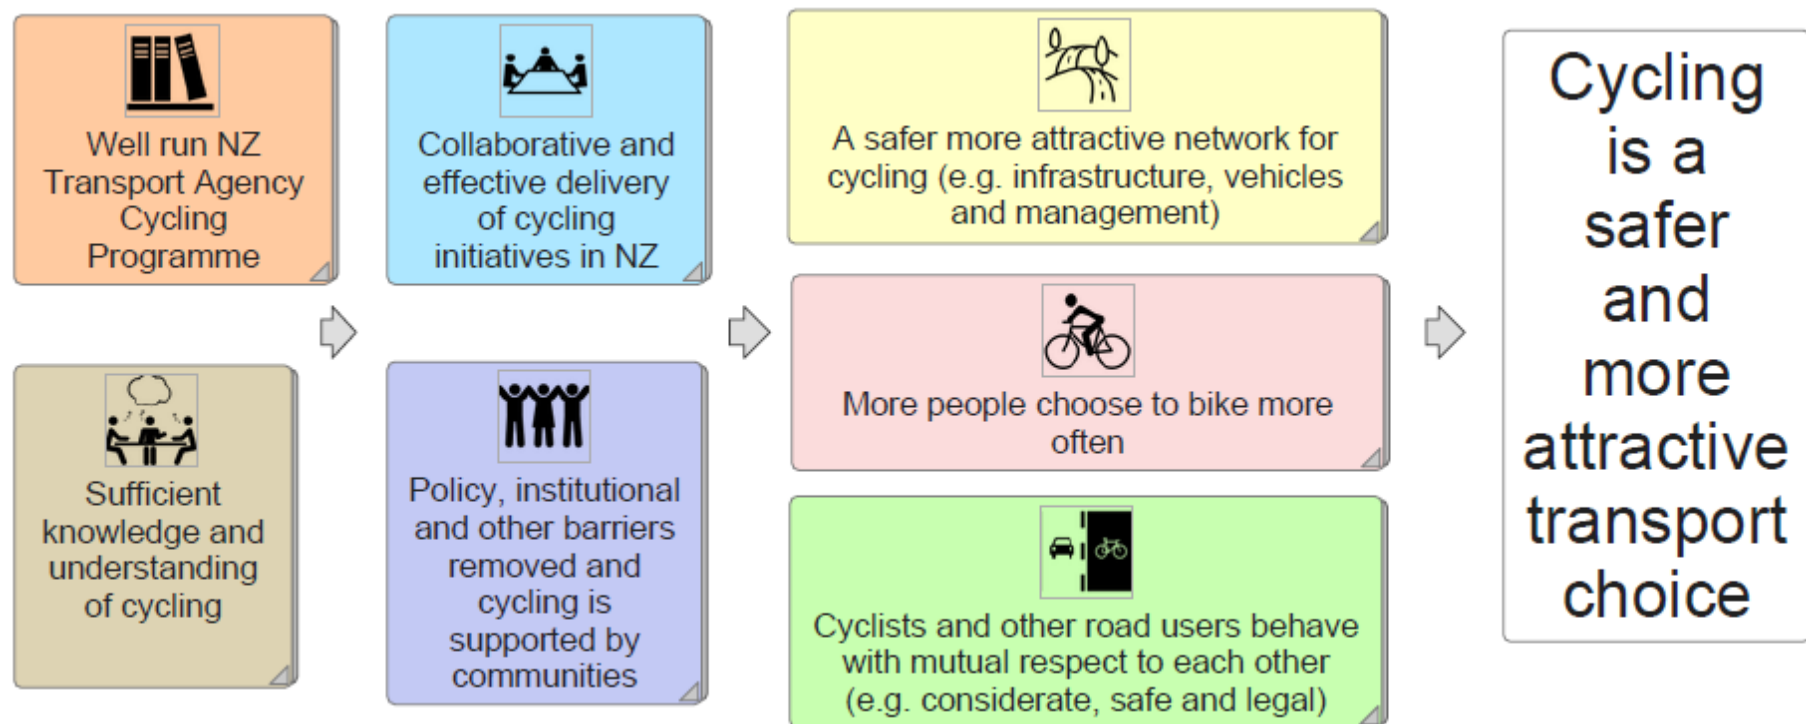 Well run NZ
Transport Agency
Cycling
Programme
Sufficient
knowledge and
understanding
of cycling
Collaborative and
effective delivery
of cycling
initiatives in NZ
Policy, institutional
and other barriers
removed and
cycling is
supported by
communities
A safer more attractive network for
cycling (e.g. infrastructure, vehicles
and management)
More people choose to bike more
often
Cyclists and other road users behave
with mutual respect to each other
(e.g. considerate, safe and legal)
Cycling
is a
safer
and
more
attractive
transport
choice